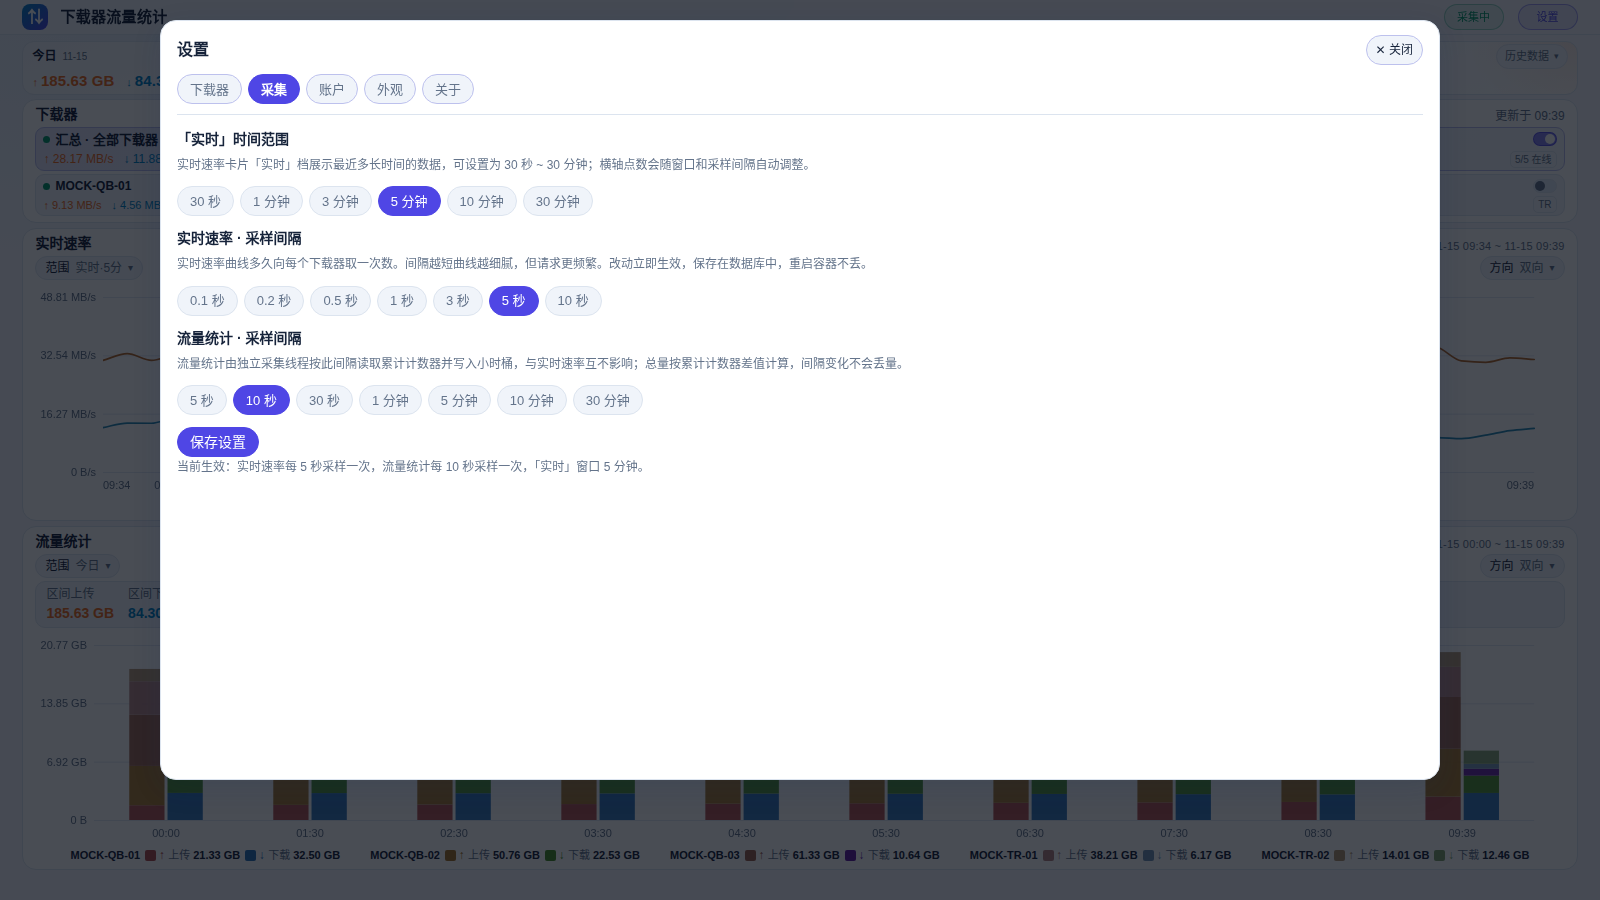 下载器流量统计
采集中
设置
今日 11-15
历史数据 ▾
↑ 185.63 GB ↓ 84.3
下载器
更新于 09:39
汇总 · 全部下载器
↑ 28.17 MB/s ↓ 11.88
5/5 在线
MOCK-QB-01
↑ 9.13 MB/s ↓ 4.56 MB
TR
实时速率
1-15 09:34 ~ 11-15 09:39
范围 实时·5分 ▾
方向 双向 ▾
48.81 MB/s
32.54 MB/s
16.27 MB/s
0 B/s
09:34
09:39
流量统计
1-15 00:00 ~ 11-15 09:39
范围 今日 ▾
方向 双向 ▾
区间上传 区间下
185.63 GB 84.30
20.77 GB
13.85 GB
6.92 GB
0 B
00:00 01:30 02:30 03:30 04:30 05:30 06:30 07:30 08:30 09:39
MOCK-QB-01 ↑ 上传 21.33 GB ↓ 下载 32.50 GB MOCK-QB-02 ↑ 上传 50.76 GB ↓ 下载 22.53 GB MOCK-QB-03 ↑ 上传 61.33 GB ↓ 下载 10.64 GB MOCK-TR-01 ↑ 上传 38.21 GB ↓ 下载 6.17 GB MOCK-TR-02 ↑ 上传 14.01 GB ↓ 下载 12.46 GB
设置
✕ 关闭
下载器 采集 账户 外观 关于
「实时」时间范围
实时速率卡片「实时」档展示最近多长时间的数据，可设置为 30 秒 ~ 30 分钟；横轴点数会随窗口和采样间隔自动调整。
30 秒 1 分钟 3 分钟 5 分钟 10 分钟 30 分钟
实时速率 · 采样间隔
实时速率曲线多久向每个下载器取一次数。间隔越短曲线越细腻，但请求更频繁。改动立即生效，保存在数据库中，重启容器不丢。
0.1 秒 0.2 秒 0.5 秒 1 秒 3 秒 5 秒 10 秒
流量统计 · 采样间隔
流量统计由独立采集线程按此间隔读取累计计数器并写入小时桶，与实时速率互不影响；总量按累计计数器差值计算，间隔变化不会丢量。
5 秒 10 秒 30 秒 1 分钟 5 分钟 10 分钟 30 分钟
保存设置
当前生效：实时速率每 5 秒采样一次，流量统计每 10 秒采样一次，「实时」窗口 5 分钟。